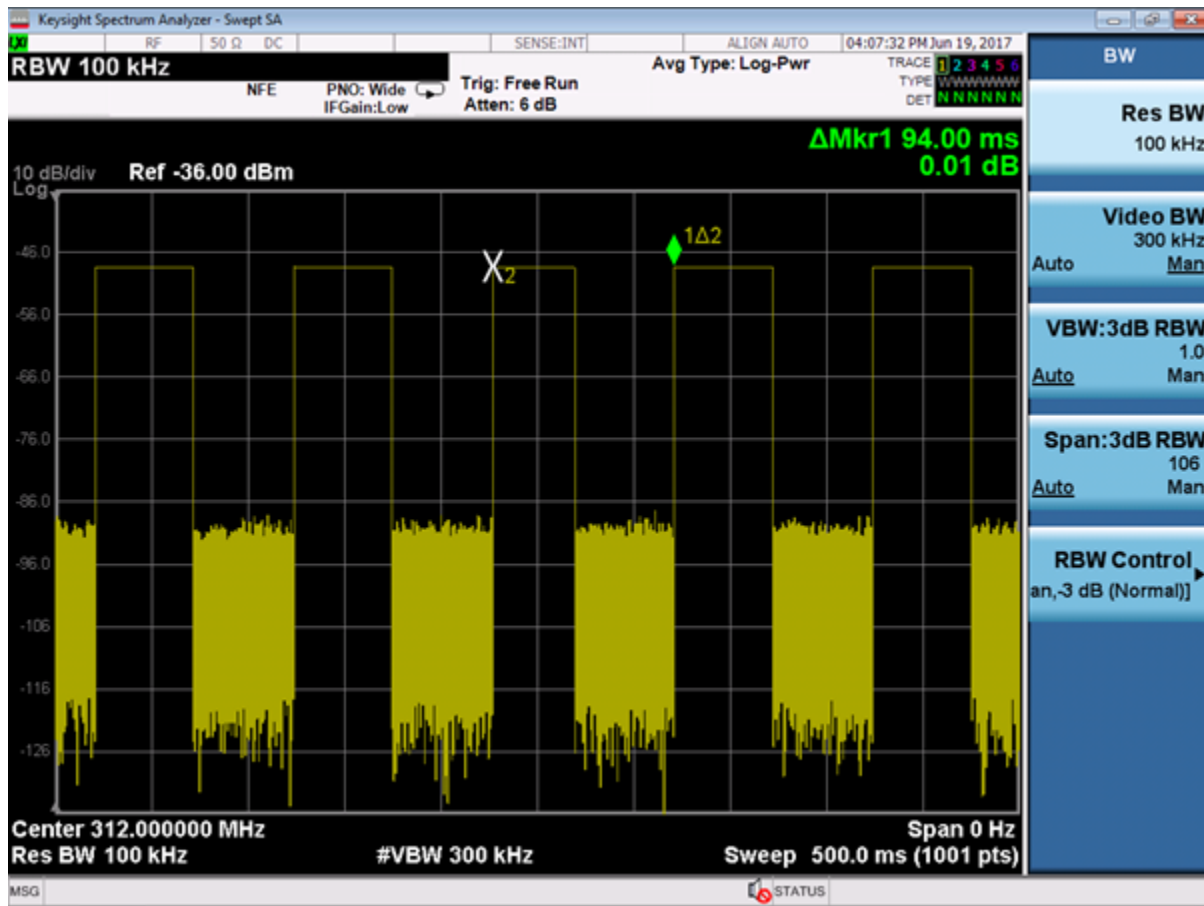 Keysight Spectrum Analyzer - Swept SA
LXI RF 50 Ω DC SENSE:INT ALIGN AUTO 04:07:32 PM Jun 19, 2017
RBW 100 kHz
NFE
PNO: Wide
IFGain:Low
Trig: Free Run
Atten: 6 dB
Avg Type: Log-Pwr
TRACE 1 2 3 4 5 6
TYPE WWWWWW
DET N N N N N N
ΔMkr1 94.00 ms
0.01 dB
10 dB/div Ref -36.00 dBm
Log
1Δ2
X2
-46.0
-56.0
-66.0
-76.0
-86.0
-96.0
-106
-116
-126
Center 312.000000 MHz Span 0 Hz
Res BW 100 kHz #VBW 300 kHz Sweep 500.0 ms (1001 pts)
MSG STATUS
BW
Res BW
100 kHz
Video BW
300 kHz
Auto Man
VBW:3dB RBW
1.0
Auto Man
Span:3dB RBW
106
Auto Man
RBW Control
an,-3 dB (Normal)]